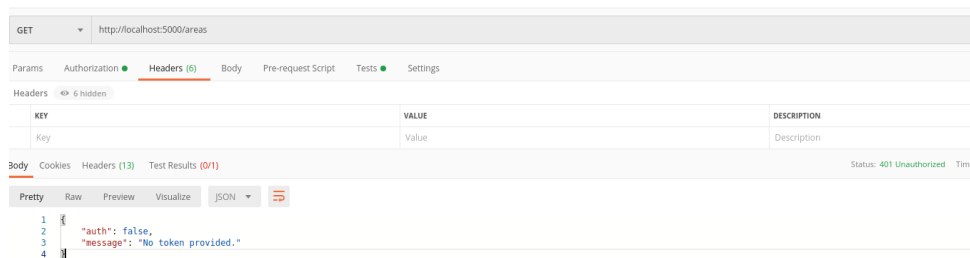 GET http://localhost:5000/areas
Params Authorization Headers (6) Body Pre-request Script Tests Settings
Headers 6 hidden
KEY VALUE DESCRIPTION
Key Value Description
Body Cookies Headers (13) Test Results (0/1) Status: 401 Unauthorized Tim
Pretty Raw Preview Visualize JSON
1 {
2 "auth": false,
3 "message": "No token provided."
4 }